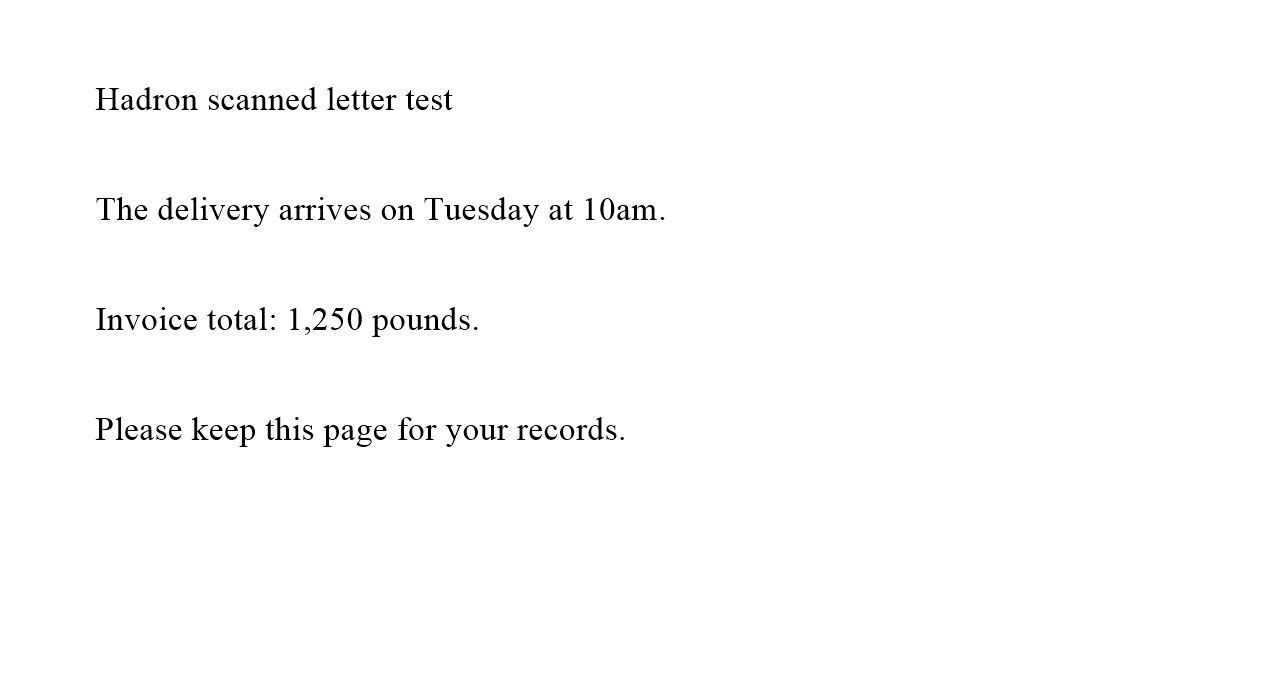 Hadron scanned letter test
The delivery arrives on Tuesday at 10am.
Invoice total: 1,250 pounds.
Please keep this page for your records.